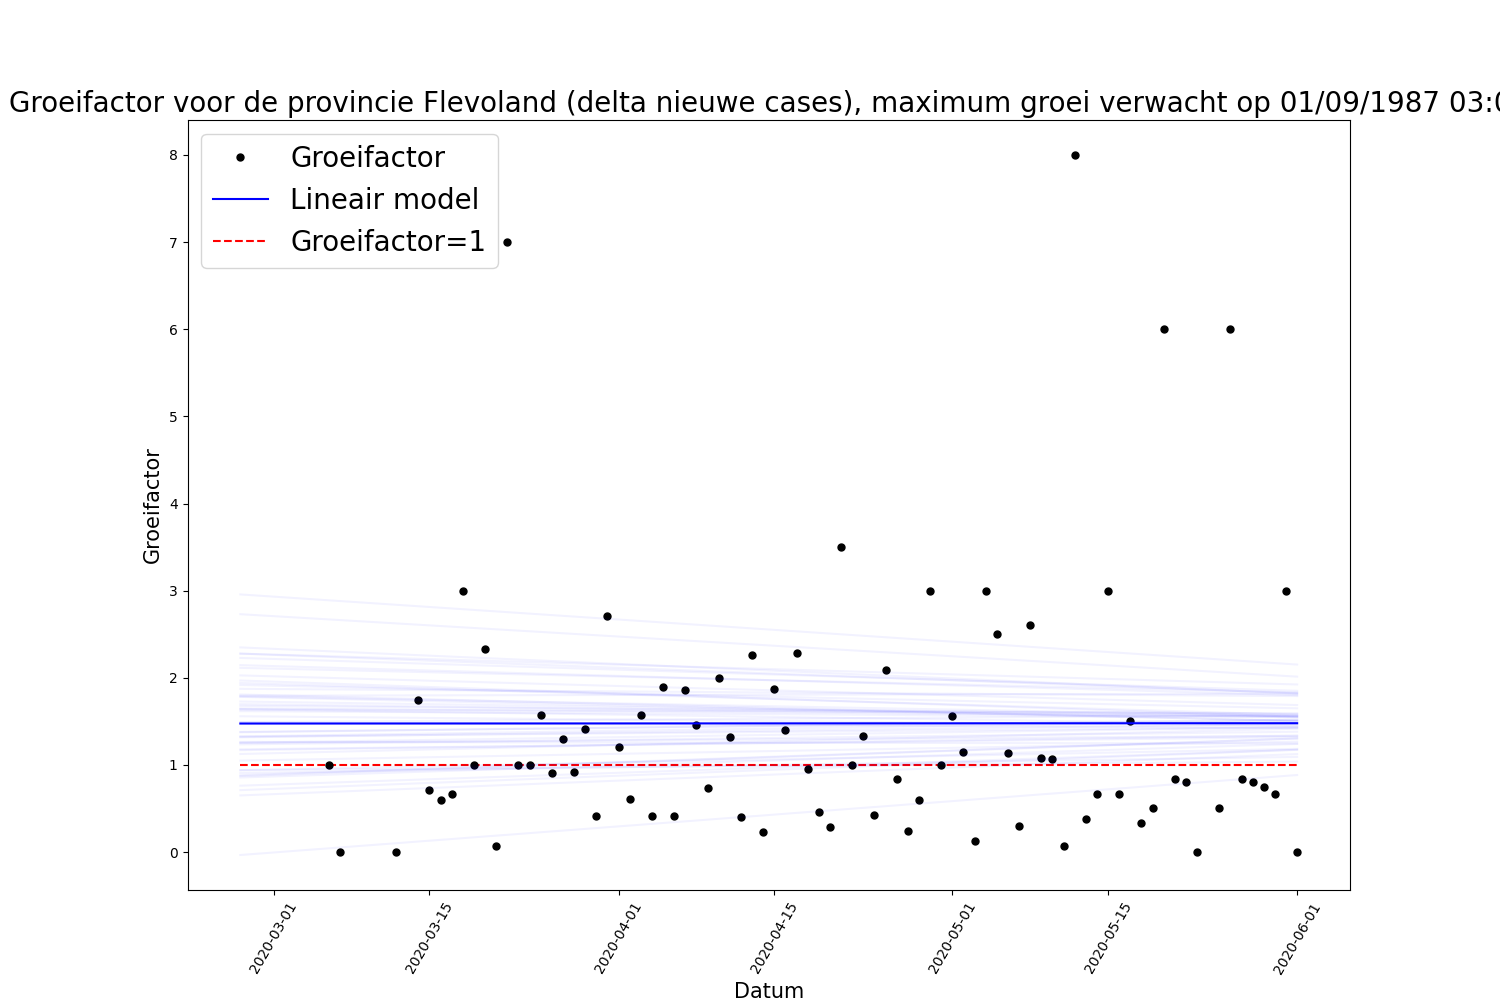 Groeifactor voor de provincie Flevoland (delta nieuwe cases), maximum groei verwacht op 01/09/1987
Groeifactor
Lineair model
Groeifactor=1
8
7
6
5
4
3
2
1
0
Groeifactor
2020-03-01
2020-03-15
2020-04-01
2020-04-15
2020-05-01
2020-05-15
2020-06-01
Datum